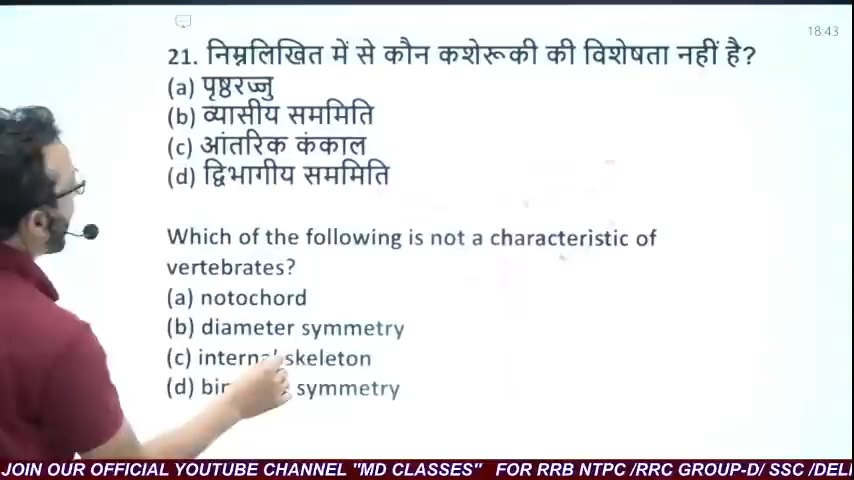 18:43
21. निम्नलिखित में से कौन कशेरूकी की विशेषता नहीं है?
(a) पृष्ठरज्जु
(b) व्यासीय सममिति
(c) आंतरिक कंकाल
(d) द्विभागीय सममिति
Which of the following is not a characteristic of
vertebrates?
(a) notochord
(b) diameter symmetry
(c) internal skeleton
(d) symmetry
JOIN OUR OFFICIAL YOUTUBE CHANNEL "MD CLASSES" FOR RRB NTPC /RRC GROUP-D/ SSC